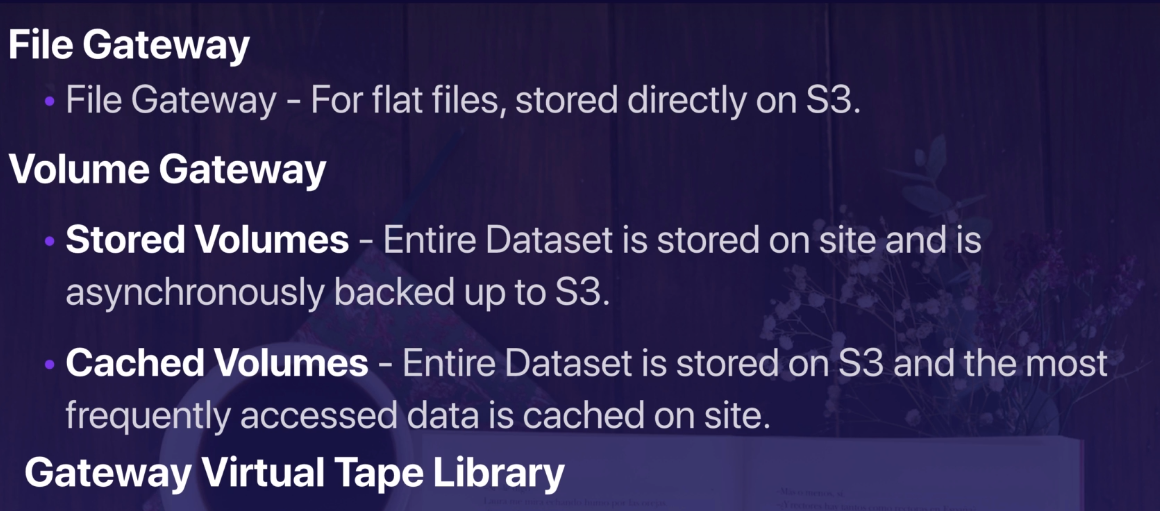 File Gateway
• File Gateway - For flat files, stored directly on S3.
Volume Gateway
• Stored Volumes - Entire Dataset is stored on site and is
asynchronously backed up to S3.
• Cached Volumes - Entire Dataset is stored on S3 and the most
frequently accessed data is cached on site.
Gateway Virtual Tape Library